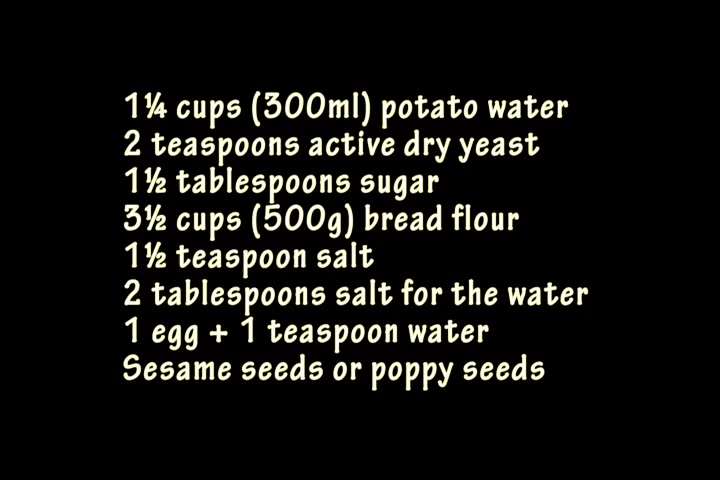 1¼ cups (300ml) potato water
2 teaspoons active dry yeast
1½ tablespoons sugar
3½ cups (500g) bread flour
1½ teaspoon salt
2 tablespoons salt for the water
1 egg + 1 teaspoon water
Sesame seeds or poppy seeds